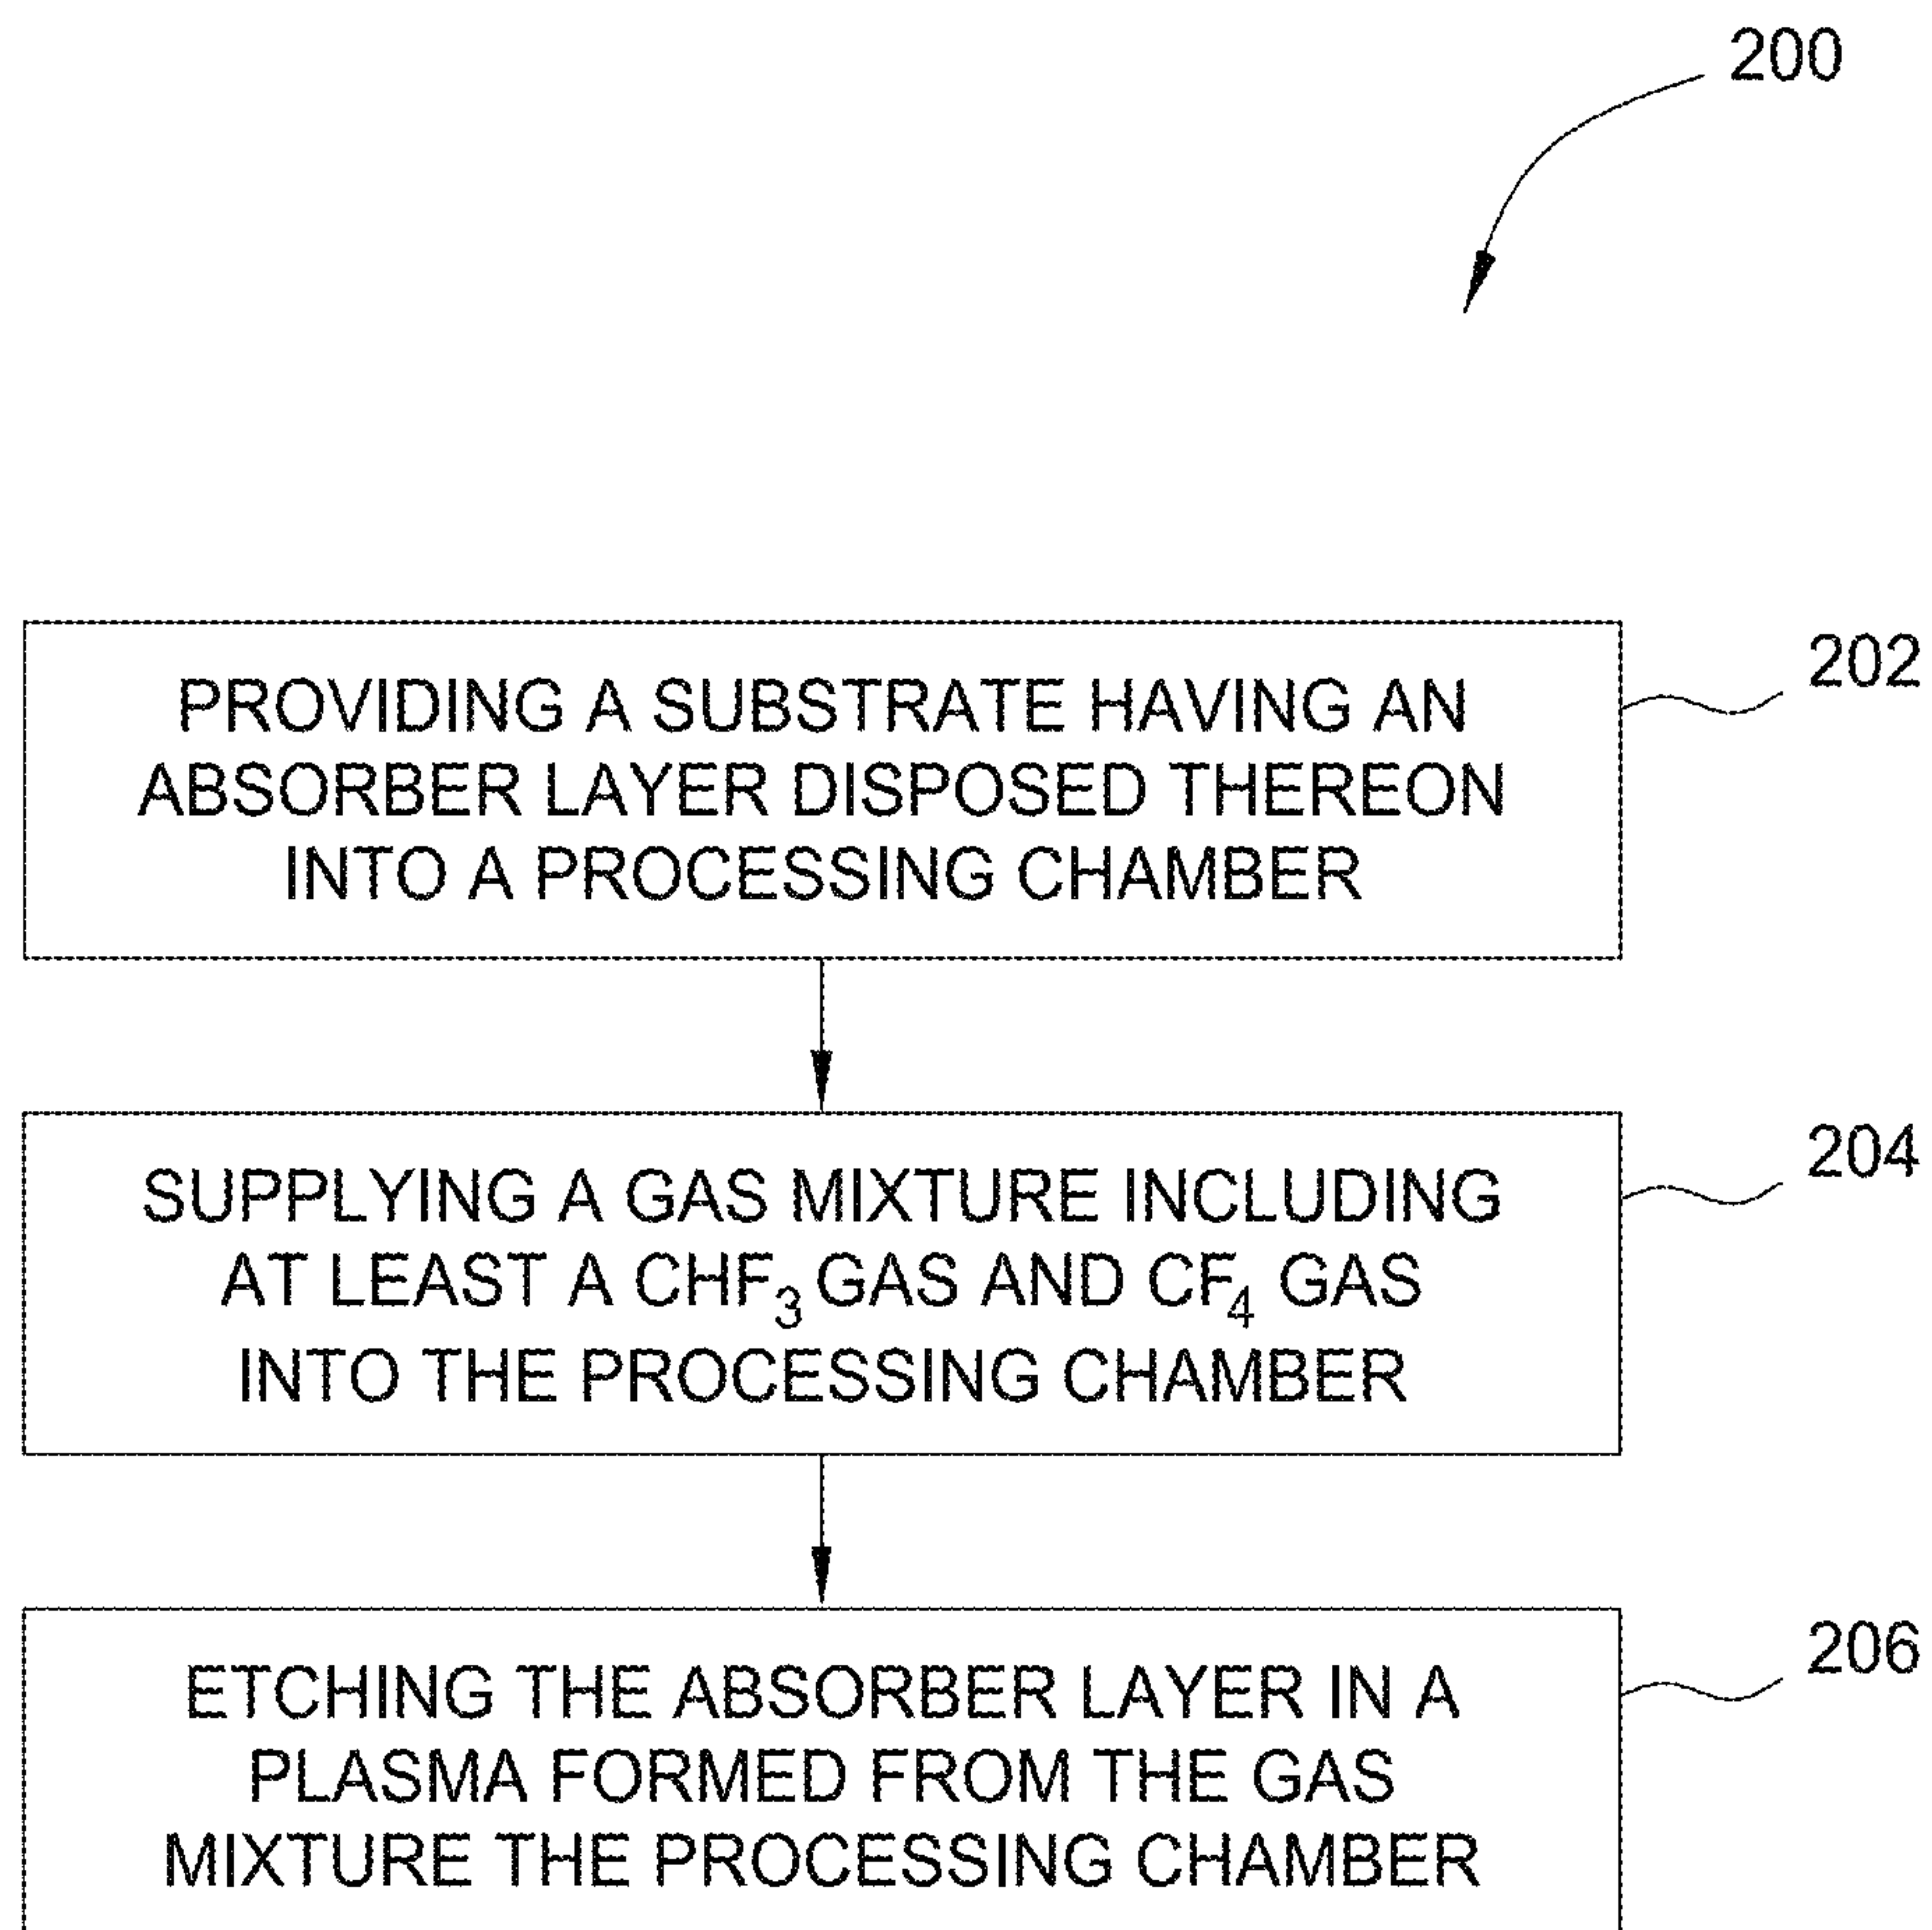 200
PROVIDING A SUBSTRATE HAVING AN
ABSORBER LAYER DISPOSED THEREON
INTO A PROCESSING CHAMBER
202
SUPPLYING A GAS MIXTURE INCLUDING
AT LEAST A CHF₃ GAS AND CF₄ GAS
INTO THE PROCESSING CHAMBER
204
ETCHING THE ABSORBER LAYER IN A
PLASMA FORMED FROM THE GAS
MIXTURE THE PROCESSING CHAMBER
206